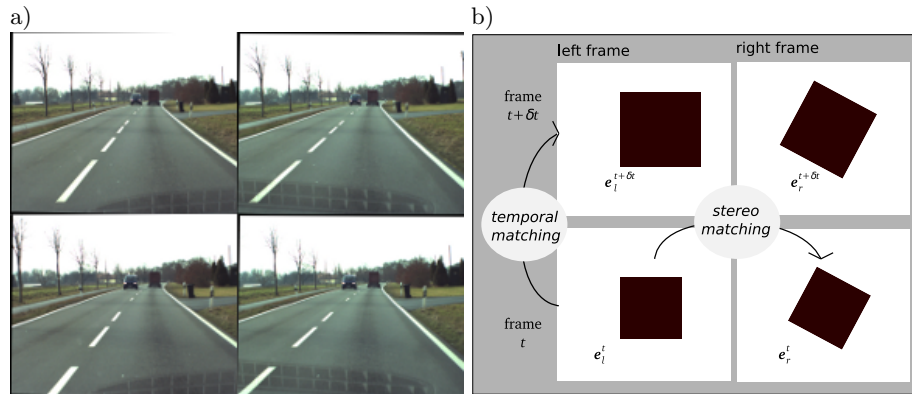 a)
b)
left frame
right frame
frame
t+δt
e_l^{t+δt}
e_r^{t+δt}
temporal
matching
stereo
matching
frame
t
e_l^t
e_r^t